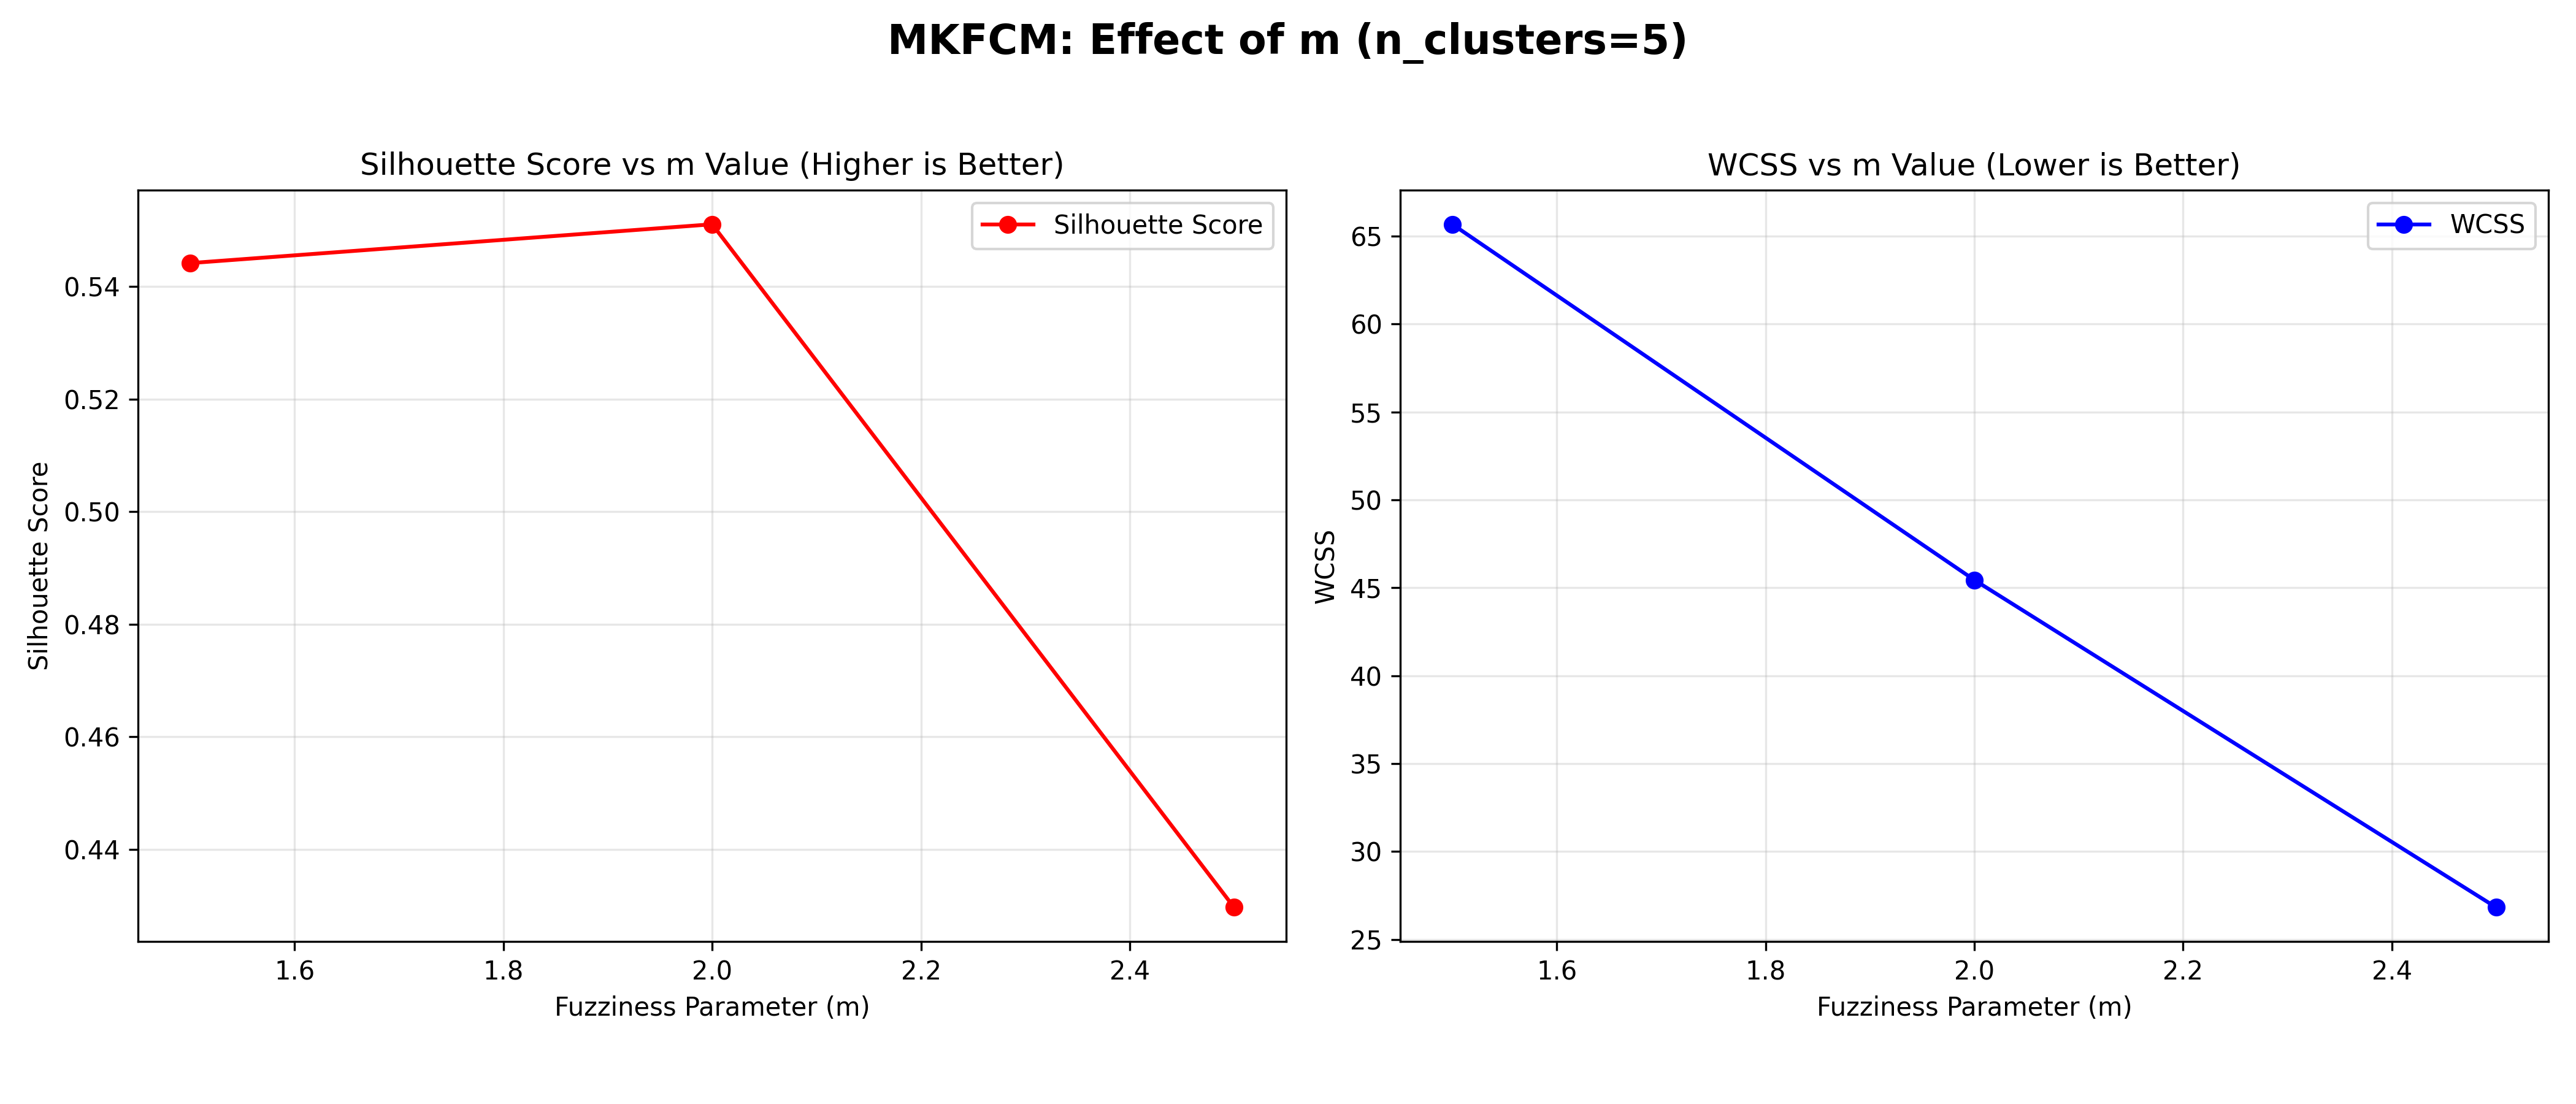 MKFCM: Effect of m (n_clusters=5)
Silhouette Score vs m Value (Higher is Better)
Silhouette Score
0.54
0.52
0.50
0.48
0.46
0.44
Silhouette Score
1.6
1.8
2.0
2.2
2.4
Fuzziness Parameter (m)
WCSS vs m Value (Lower is Better)
WCSS
65
60
55
50
45
40
35
30
25
WCSS
1.6
1.8
2.0
2.2
2.4
Fuzziness Parameter (m)